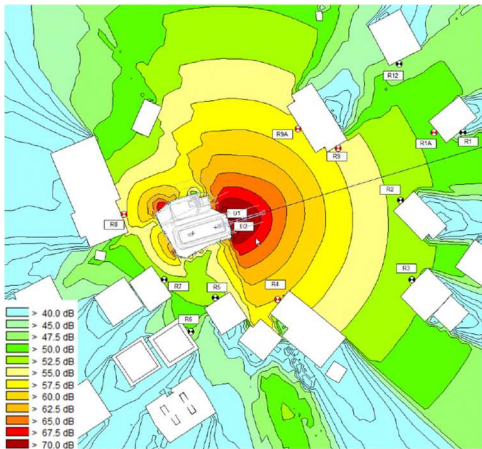 R12
R9A
R1A
R1
R9
R2
R8
U1
U2
R3
R7
R5
R4
R6
> 40.0 dB
> 45.0 dB
> 47.5 dB
> 50.0 dB
> 52.5 dB
> 55.0 dB
> 57.5 dB
> 60.0 dB
> 62.5 dB
> 65.0 dB
> 67.5 dB
> 70.0 dB